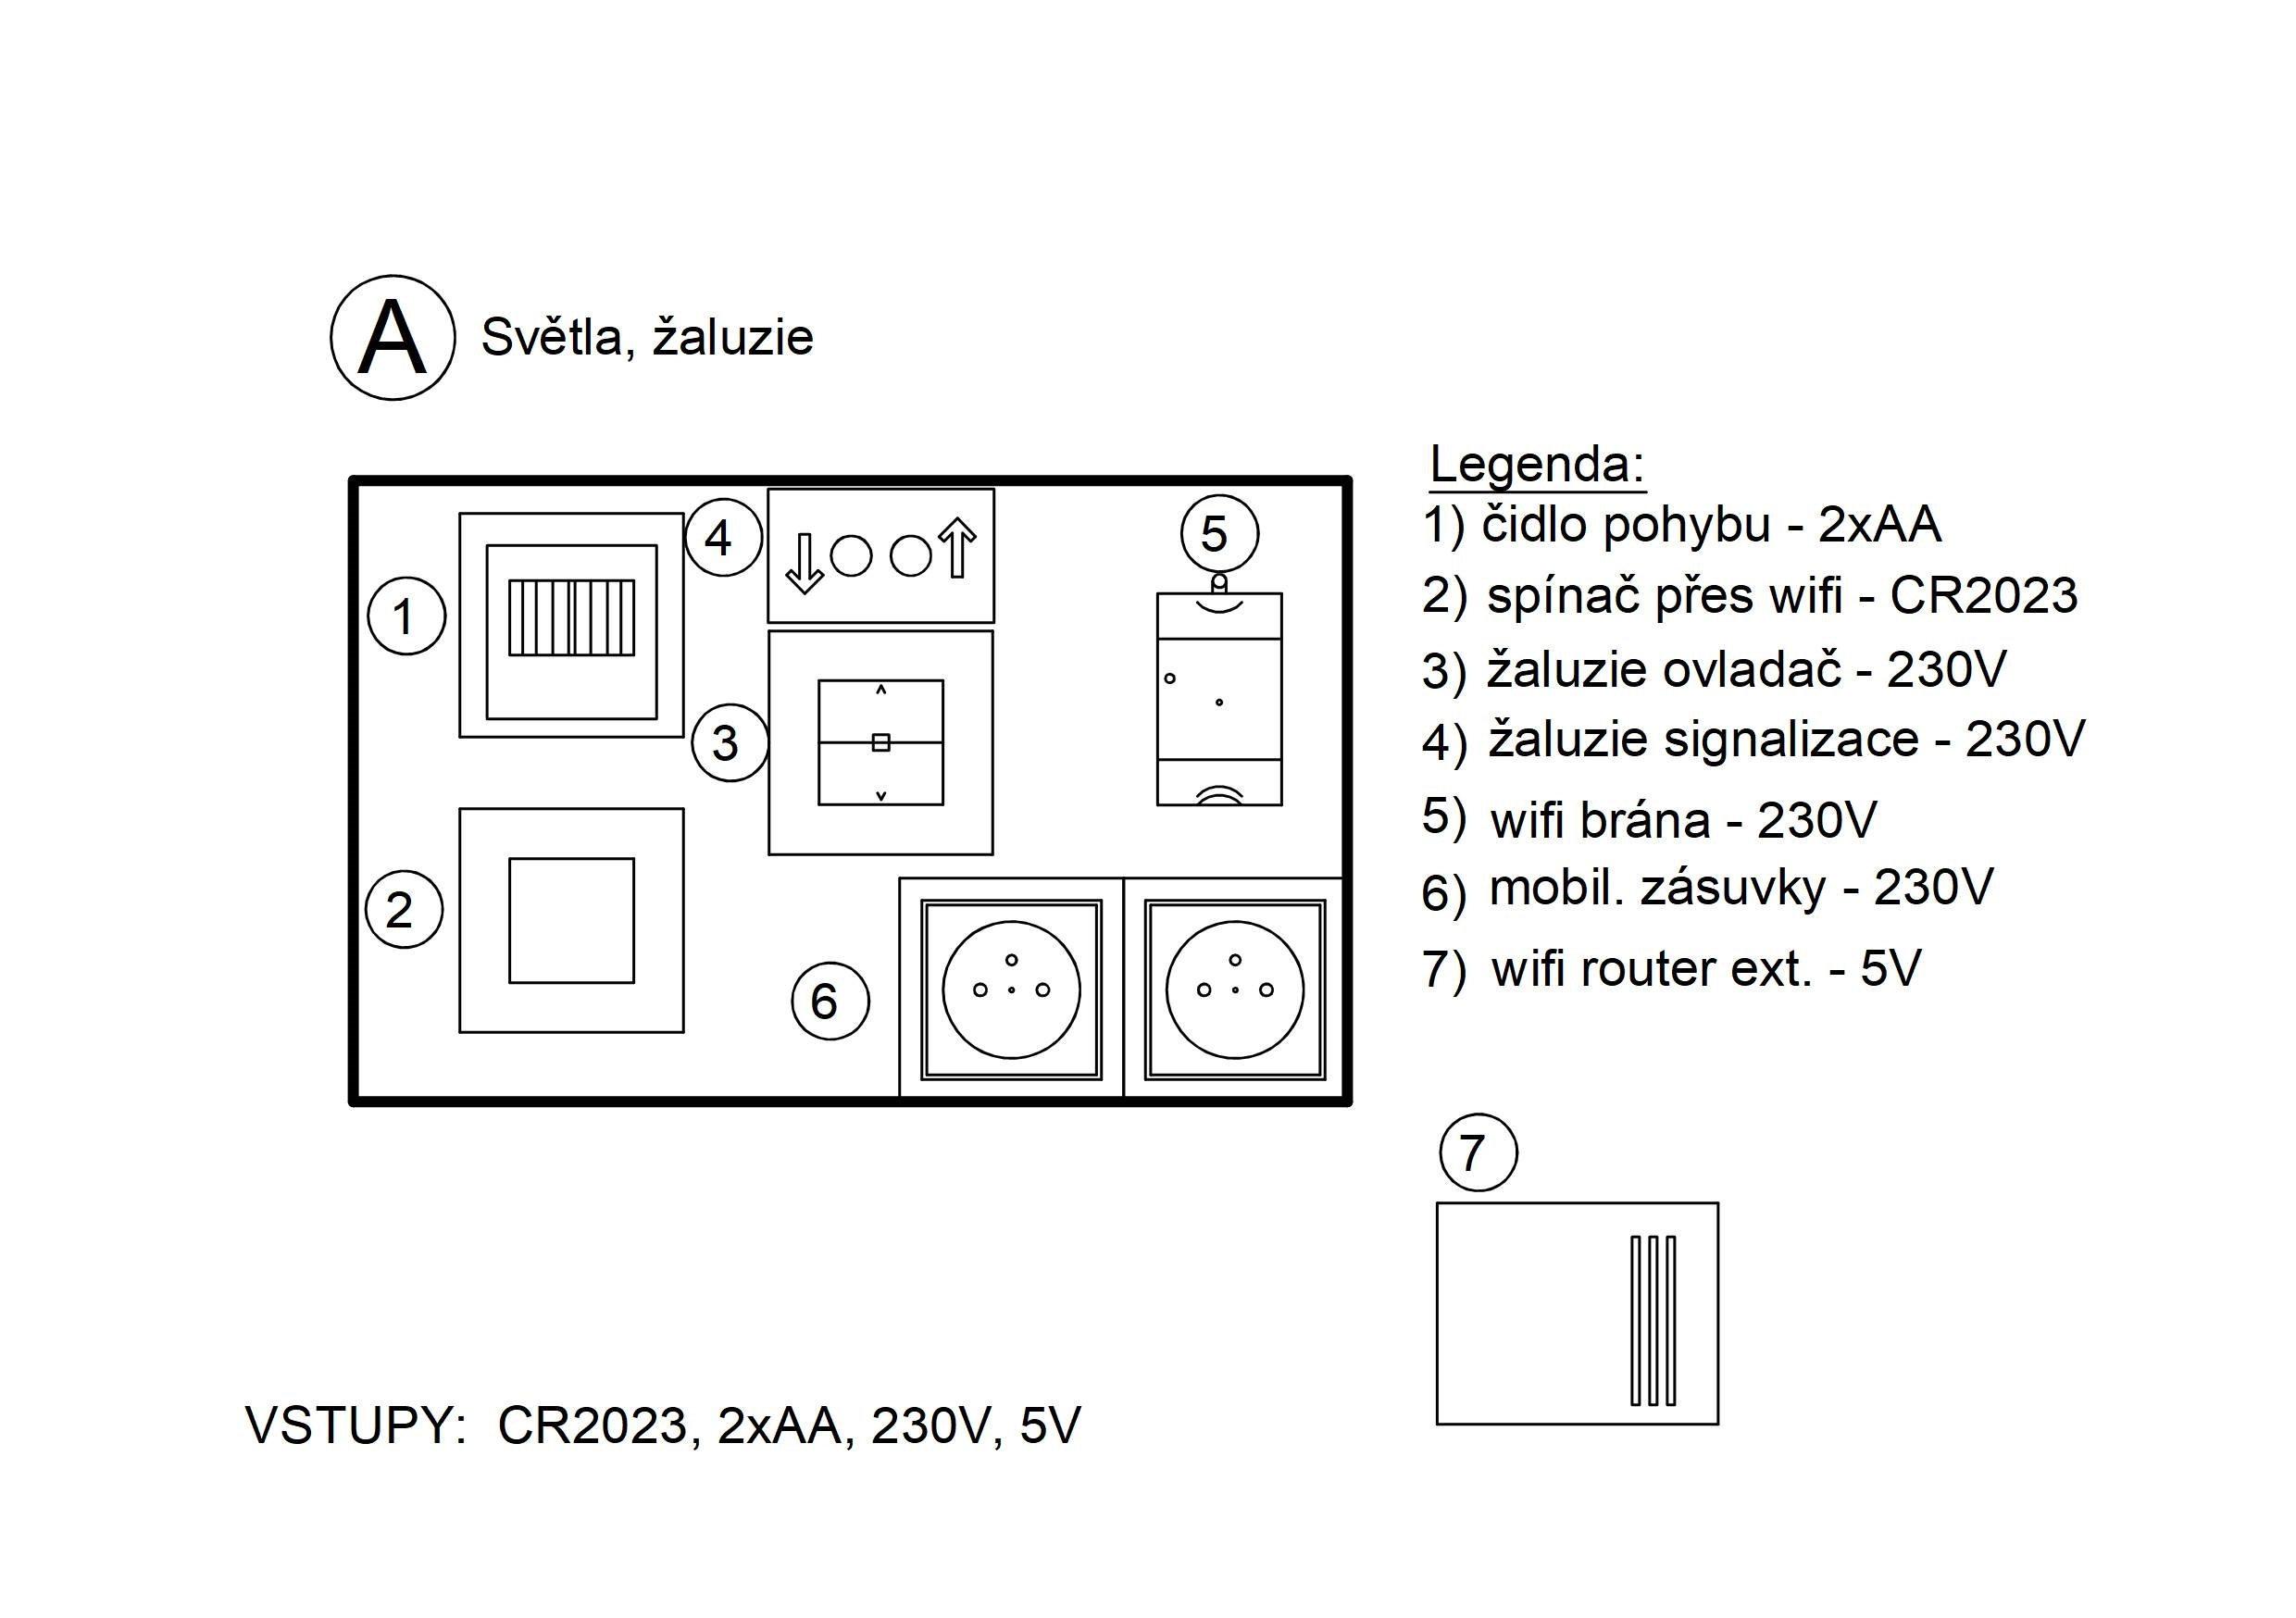 A
Světla, žaluzie
Legenda:
1) čidlo pohybu - 2xAA
2) spínač přes wifi - CR2023
3) žaluzie ovladač - 230V
4) žaluzie signalizace - 230V
5) wifi brána - 230V
6) mobil. zásuvky - 230V
7) wifi router ext. - 5V
4
5
1
3
2
6
7
VSTUPY: CR2023, 2xAA, 230V, 5V